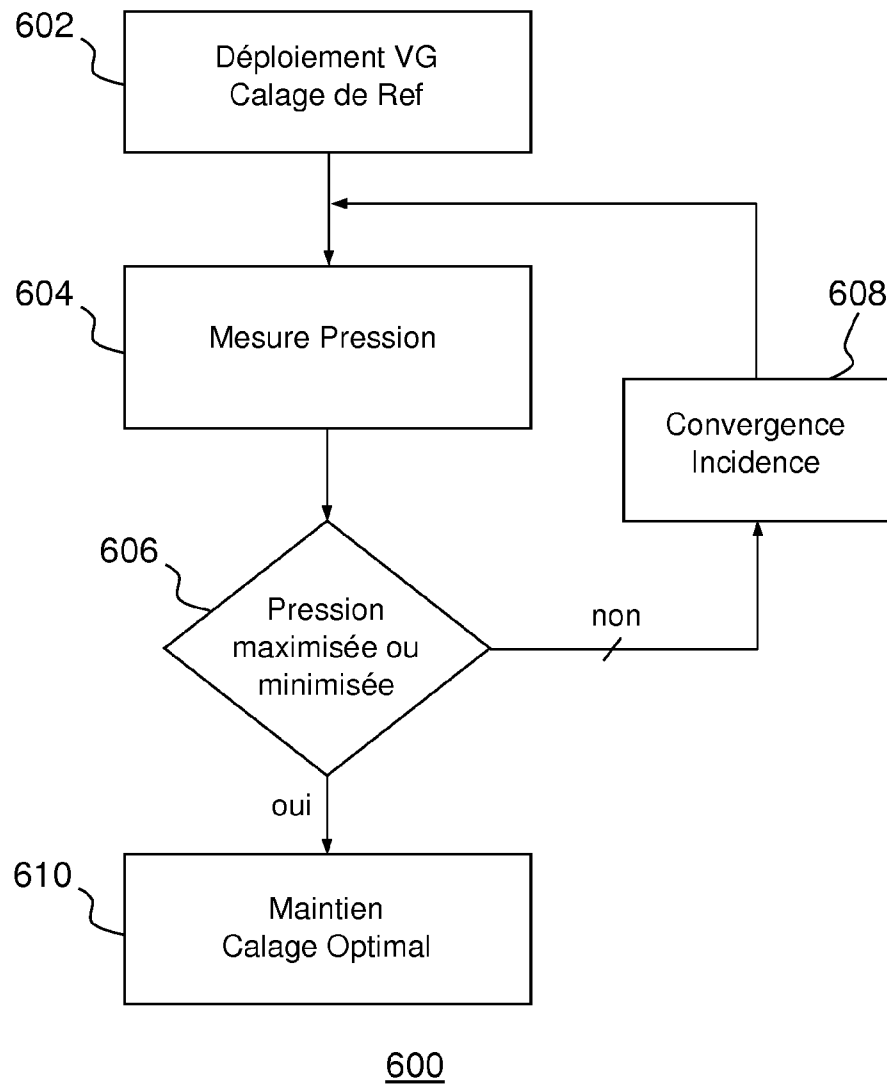 602
Déploiement VG
Calage de Ref
604
Mesure Pression
608
Convergence
Incidence
606
Pression
maximisée ou
minimisée
non
oui
610
Maintien
Calage Optimal
600